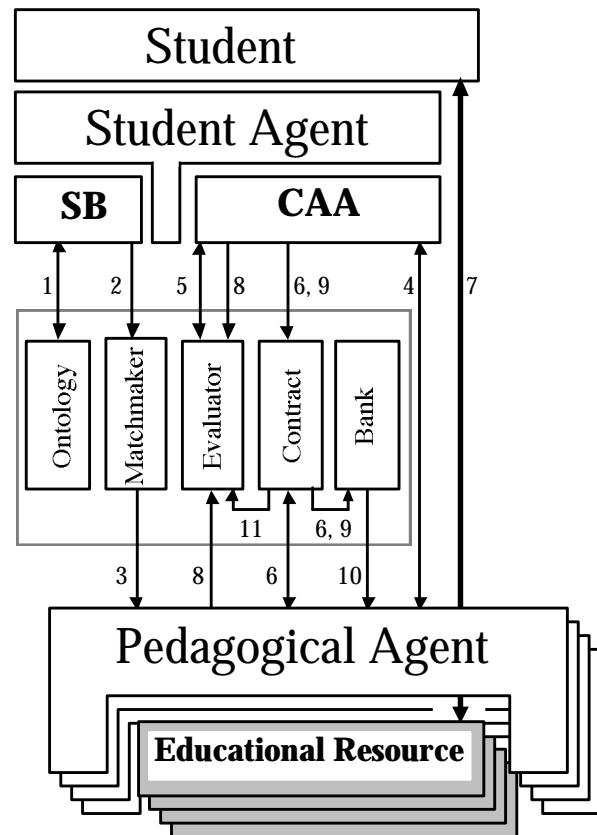 Student
Student Agent
SB CAA
1 2 5 8 6, 9 4 7
Ontology
Matchmaker
Evaluator
Contract
Bank
11 6, 9
3 8 6 10
Pedagogical Agent
Educational Resource